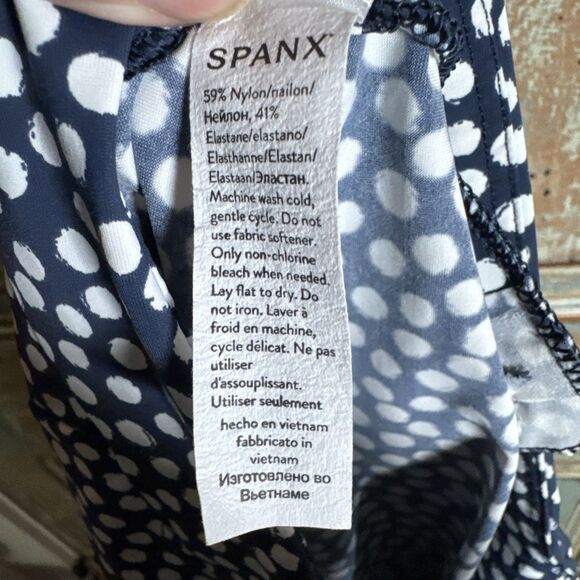 SPANX
59% Nylon/nailon/
Нейлон, 41%
Elastane/elastano/
Elasthanne/Elastan/
Elastaan/Эластан.
Machine wash cold,
gentle cycle. Do not
use fabric softener.
Only non-chlorine
bleach when needed.
Lay flat to dry. Do
not iron. Laver à
froid en machine,
cycle délicat. Ne pas
utiliser
d'assouplissant.
Utiliser seulement
hecho en vietnam
fabbricato in
vietnam
Изготовлено во
Вьетнаме